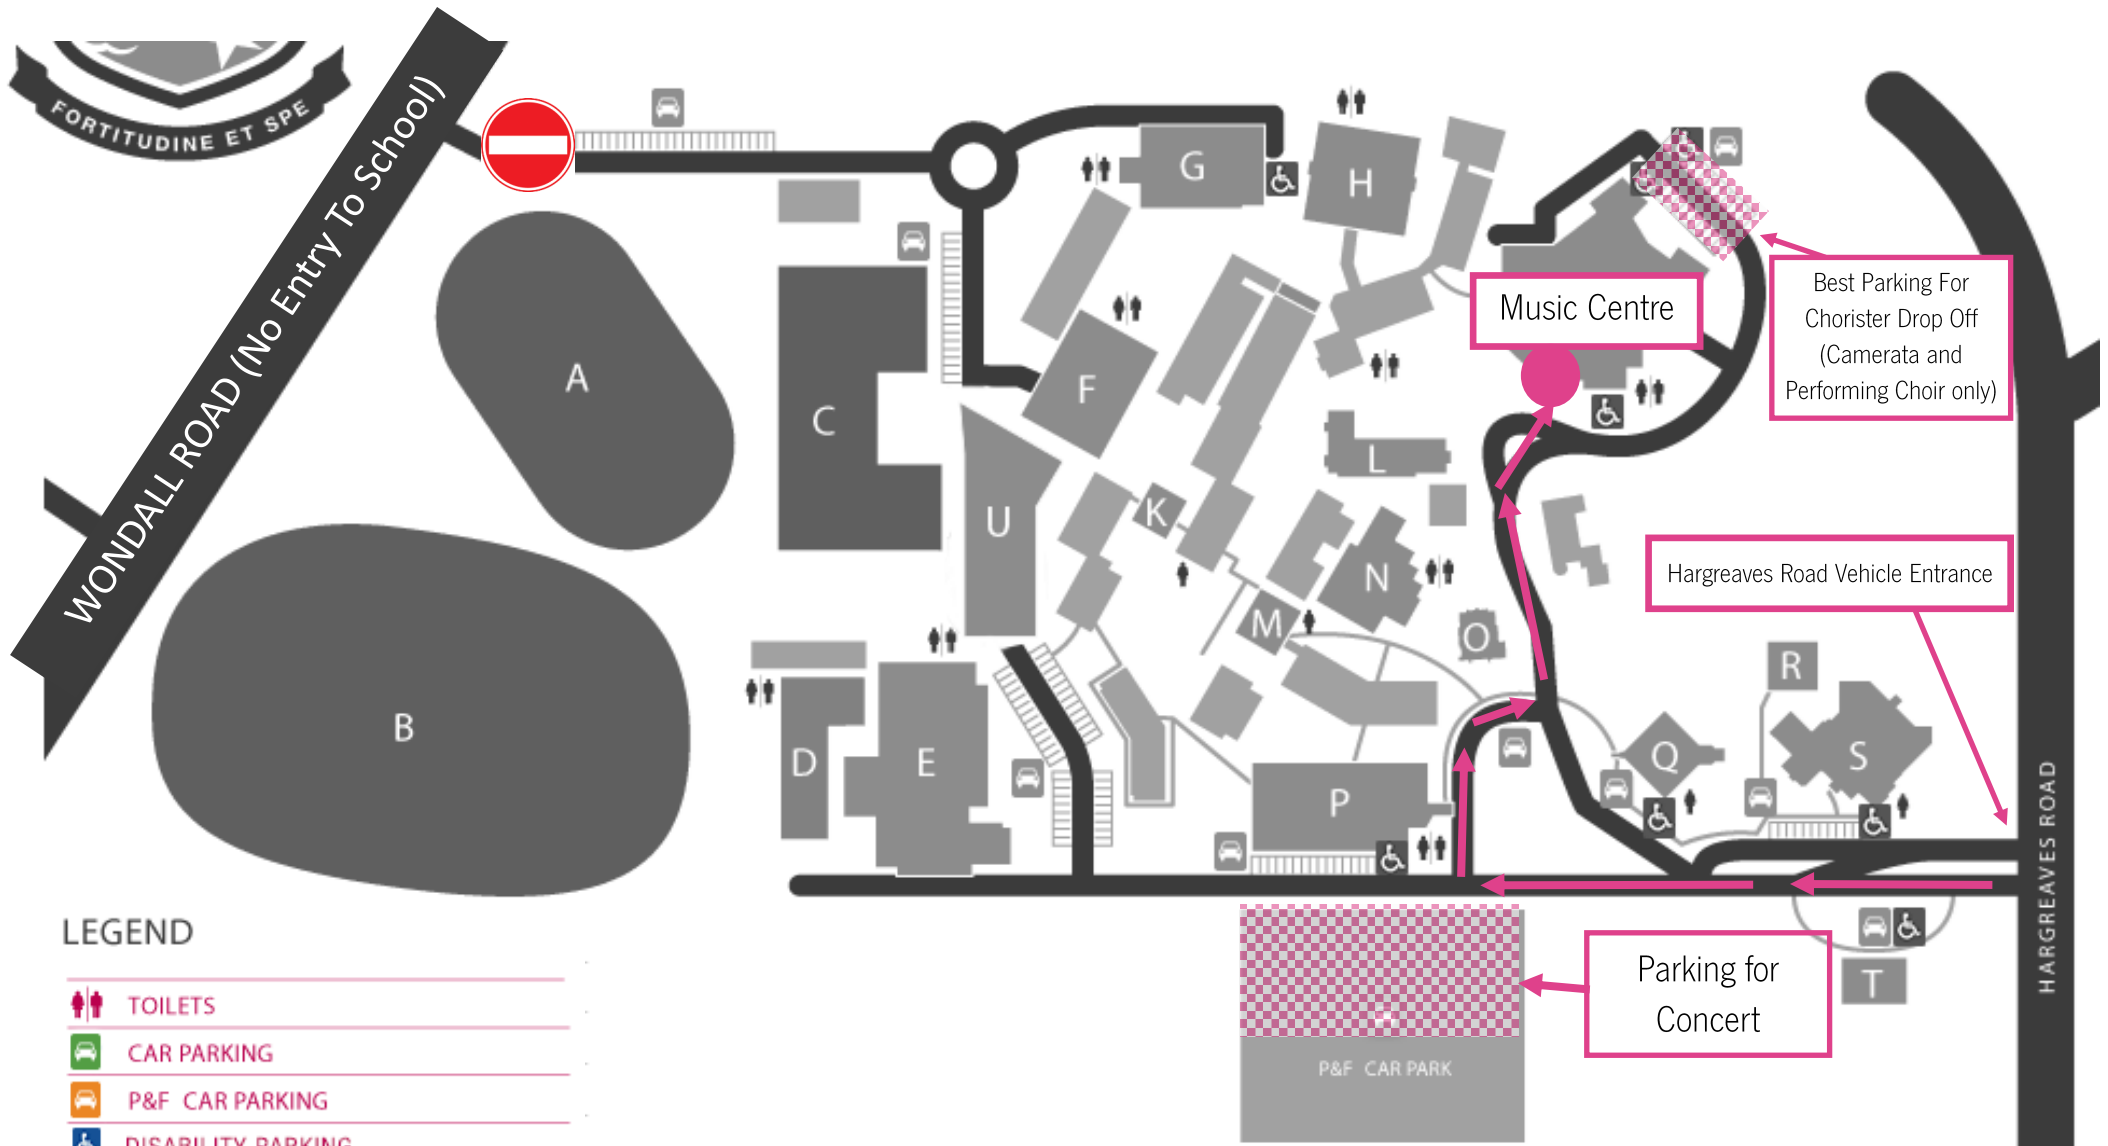 FORTITUDINE ET SPE
WONDALL ROAD (No Entry To School)
G
H
Music Centre
Best Parking For
Chorister Drop Off
(Camerata and
Performing Choir only)
A
C
F
L
U
K
N
M
O
Hargreaves Road Vehicle Entrance
R
B
D
E
P
Q
S
HARGREAVES ROAD
T
Parking for
Concert
P&F CAR PARK
LEGEND
TOILETS
CAR PARKING
P&F CAR PARKING
DISABILITY PARKING